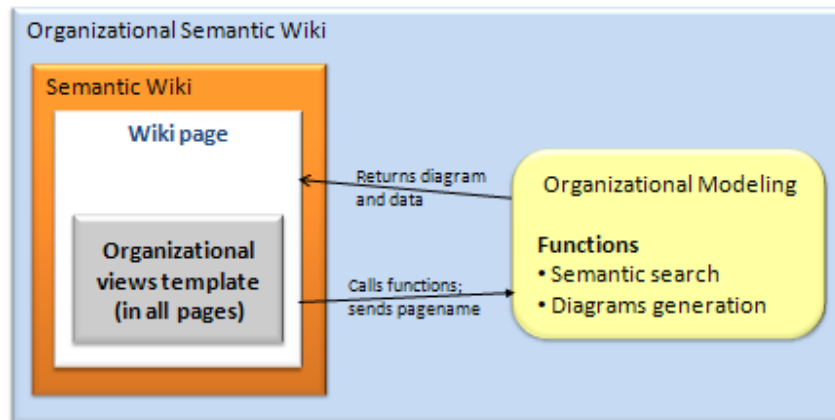 Organizational Semantic Wiki
Semantic Wiki
Wiki page
Organizational
views template
(in all pages)
Returns diagram
and data
Calls functions;
sends pagename
Organizational Modeling
Functions
• Semantic search
• Diagrams generation